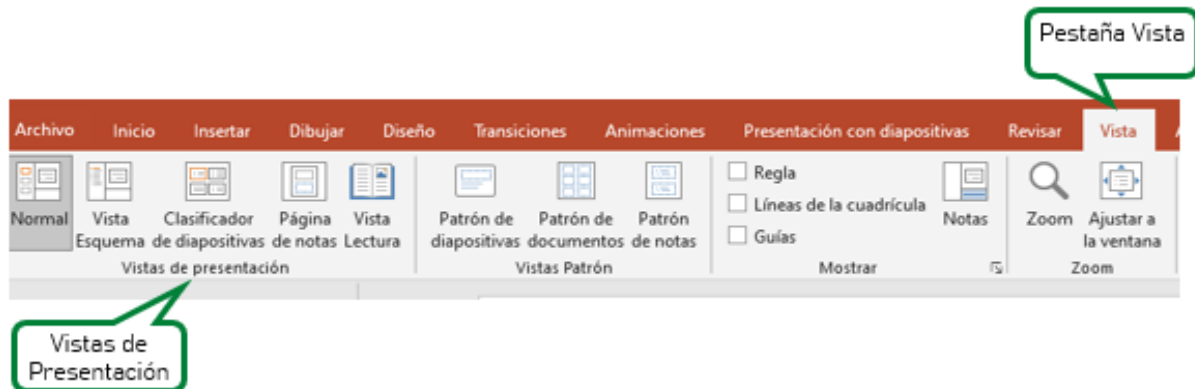 Pestaña Vista
Archivo Inicio Insertar Dibujar Diseño Transiciones Animaciones Presentación con diapositivas Revisar Vista
Normal
Vista
Esquema
Clasificador
de diapositivas
Página
de notas
Vista
Lectura
Vistas de presentación
Patrón de
diapositivas
Patrón de
documentos
Patrón
de notas
Vistas Patrón
Regla
Líneas de la cuadrícula
Guías
Notas
Mostrar
Zoom
Ajustar a
la ventana
Zoom
Vistas de
Presentación